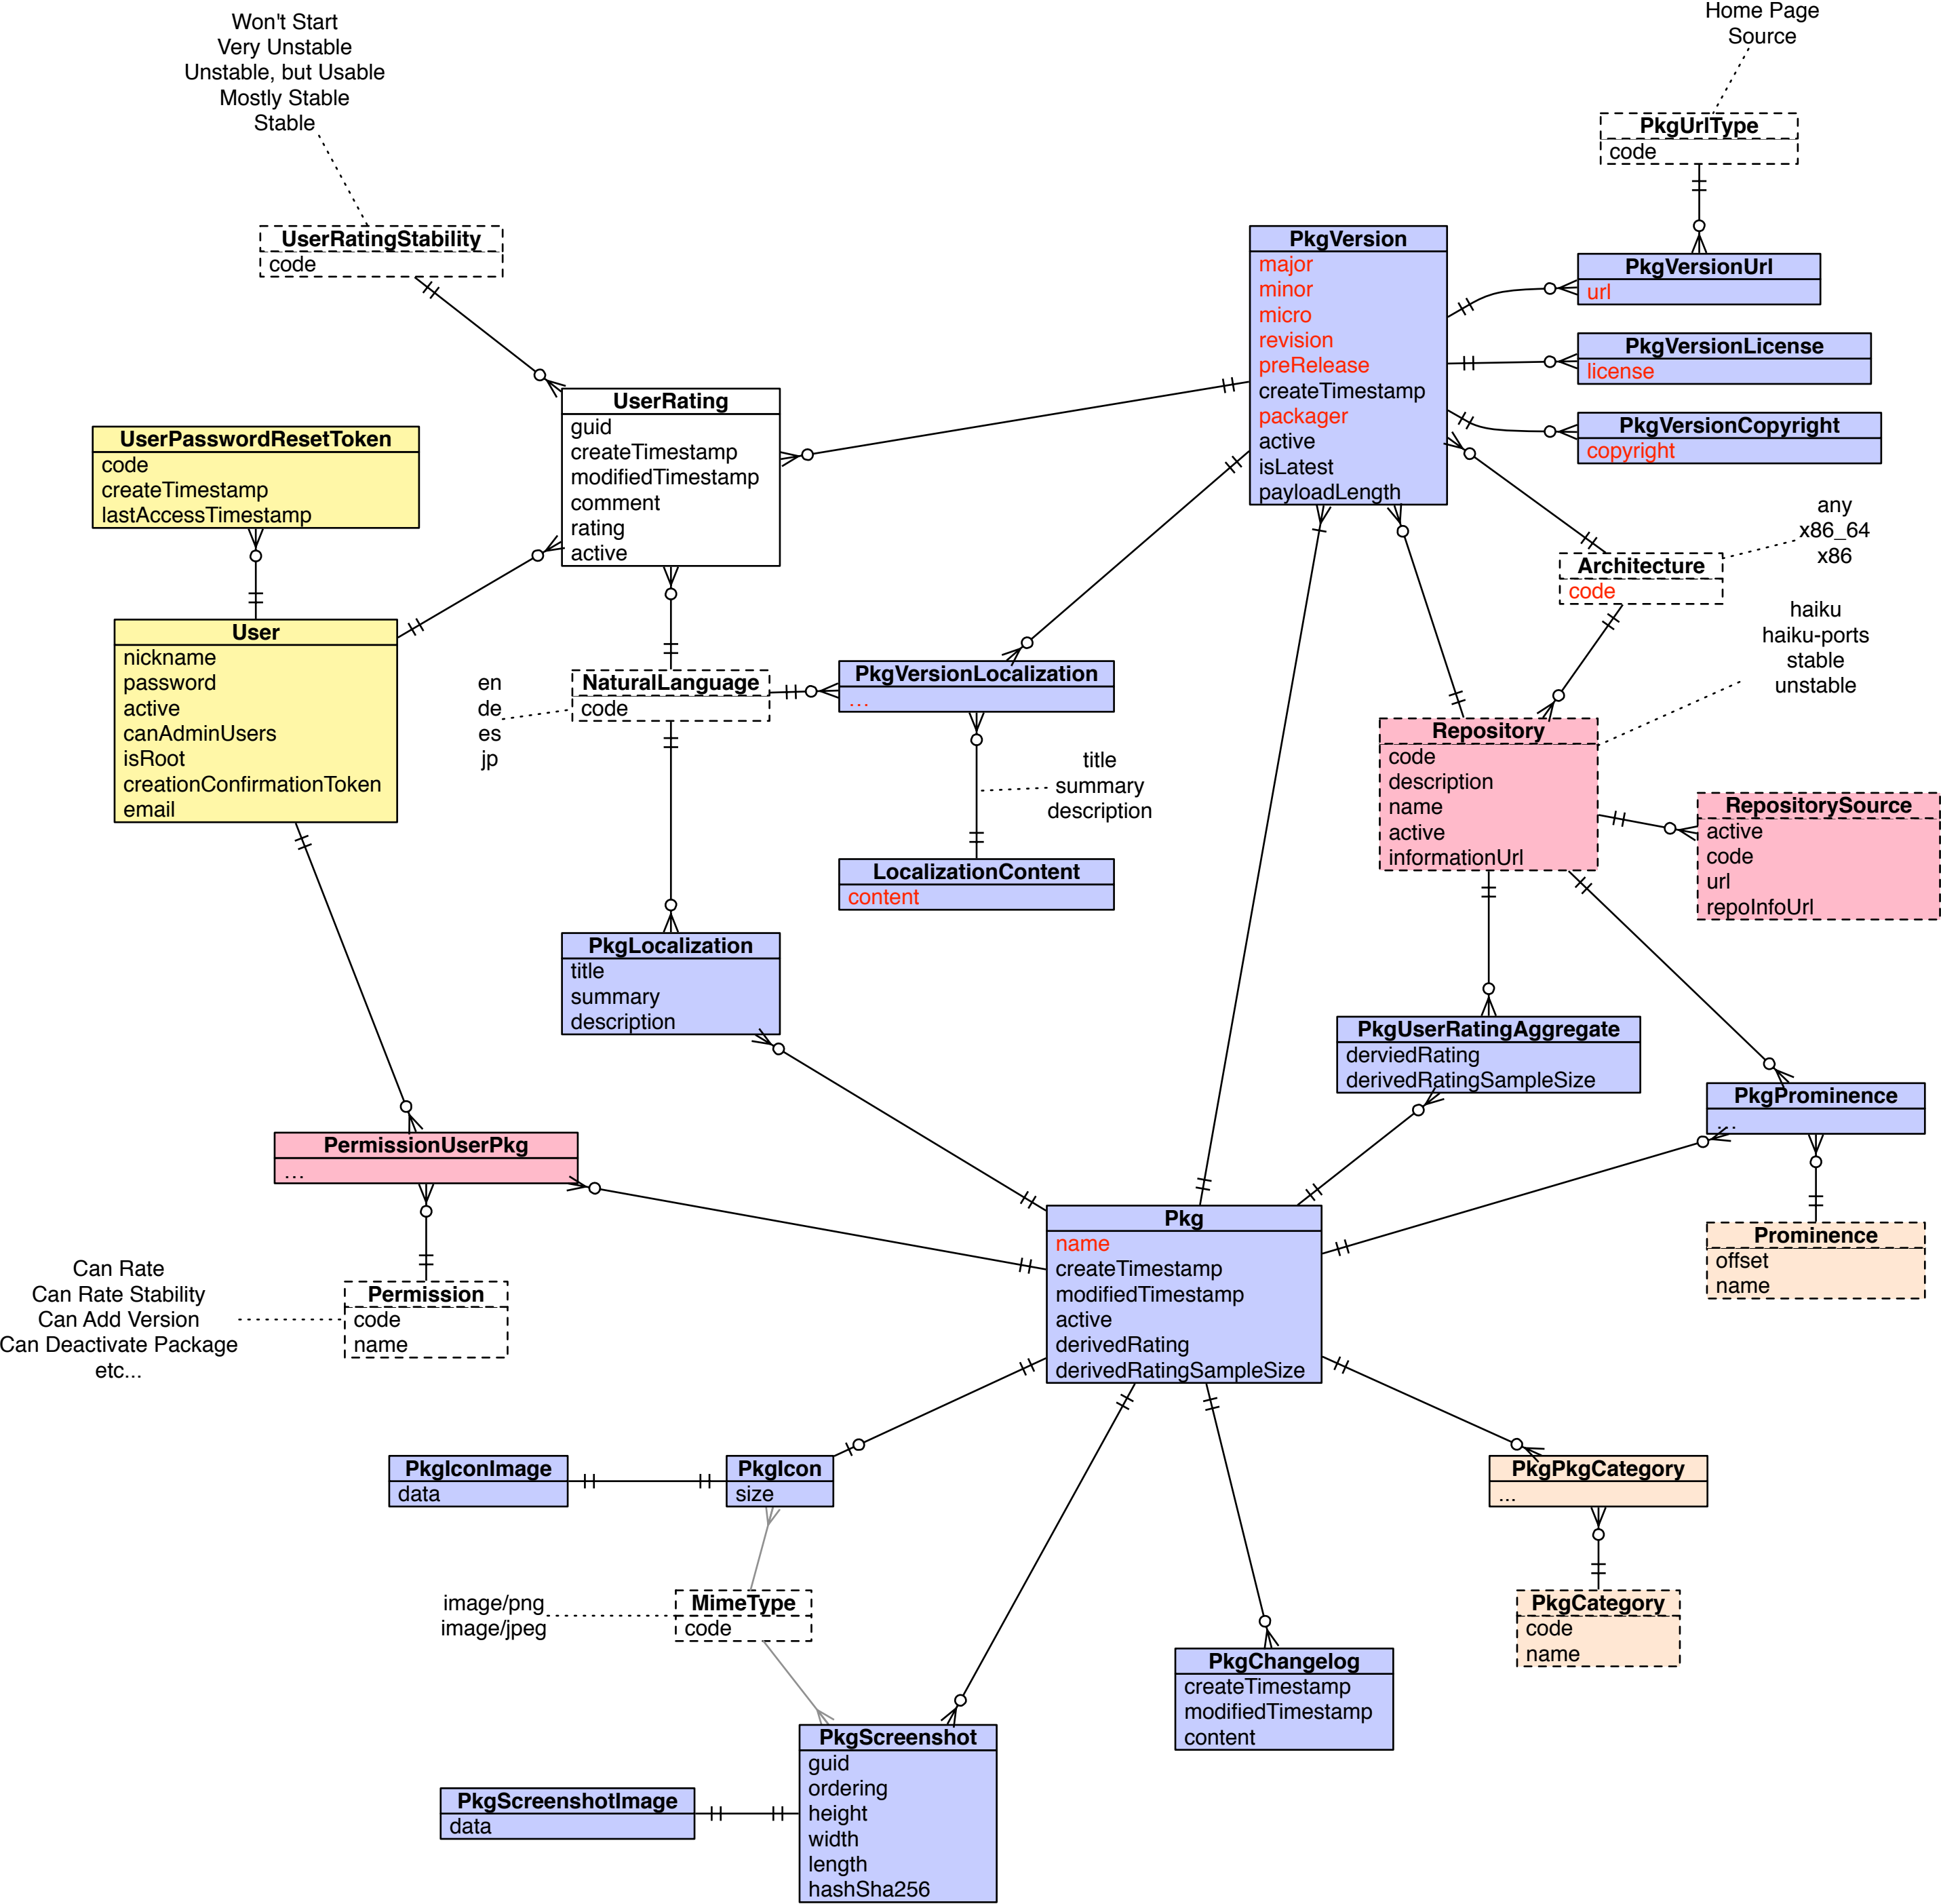 Won't Start
Very Unstable
Unstable, but Usable
Mostly Stable
Stable
Home Page
Source
PkgUrlType
code
UserRatingStability
code
PkgVersion
major
minor
micro
revision
preRelease
createTimestamp
packager
active
isLatest
payloadLength
PkgVersionUrl
url
PkgVersionLicense
license
PkgVersionCopyright
copyright
UserRating
guid
createTimestamp
modifiedTimestamp
comment
rating
active
UserPasswordResetToken
code
createTimestamp
lastAccessTimestamp
any
x86_64
x86
Architecture
code
haiku
haiku-ports
stable
unstable
User
nickname
password
active
canAdminUsers
isRoot
creationConfirmationToken
email
en
de
es
jp
NaturalLanguage
code
PkgVersionLocalization
...
title
summary
description
LocalizationContent
content
Repository
code
description
name
active
informationUrl
RepositorySource
active
code
url
repoInfoUrl
PkgLocalization
title
summary
description
PkgUserRatingAggregate
derviedRating
derivedRatingSampleSize
PkgProminence
...
PermissionUserPkg
...
Prominence
offset
name
Pkg
name
createTimestamp
modifiedTimestamp
active
derivedRating
derivedRatingSampleSize
Can Rate
Can Rate Stability
Can Add Version
Can Deactivate Package
etc...
Permission
code
name
PkgIconImage
data
PkgIcon
size
PkgPkgCategory
...
image/png
image/jpeg
MimeType
code
PkgCategory
code
name
PkgChangelog
createTimestamp
modifiedTimestamp
content
PkgScreenshot
guid
ordering
height
width
length
hashSha256
PkgScreenshotImage
data